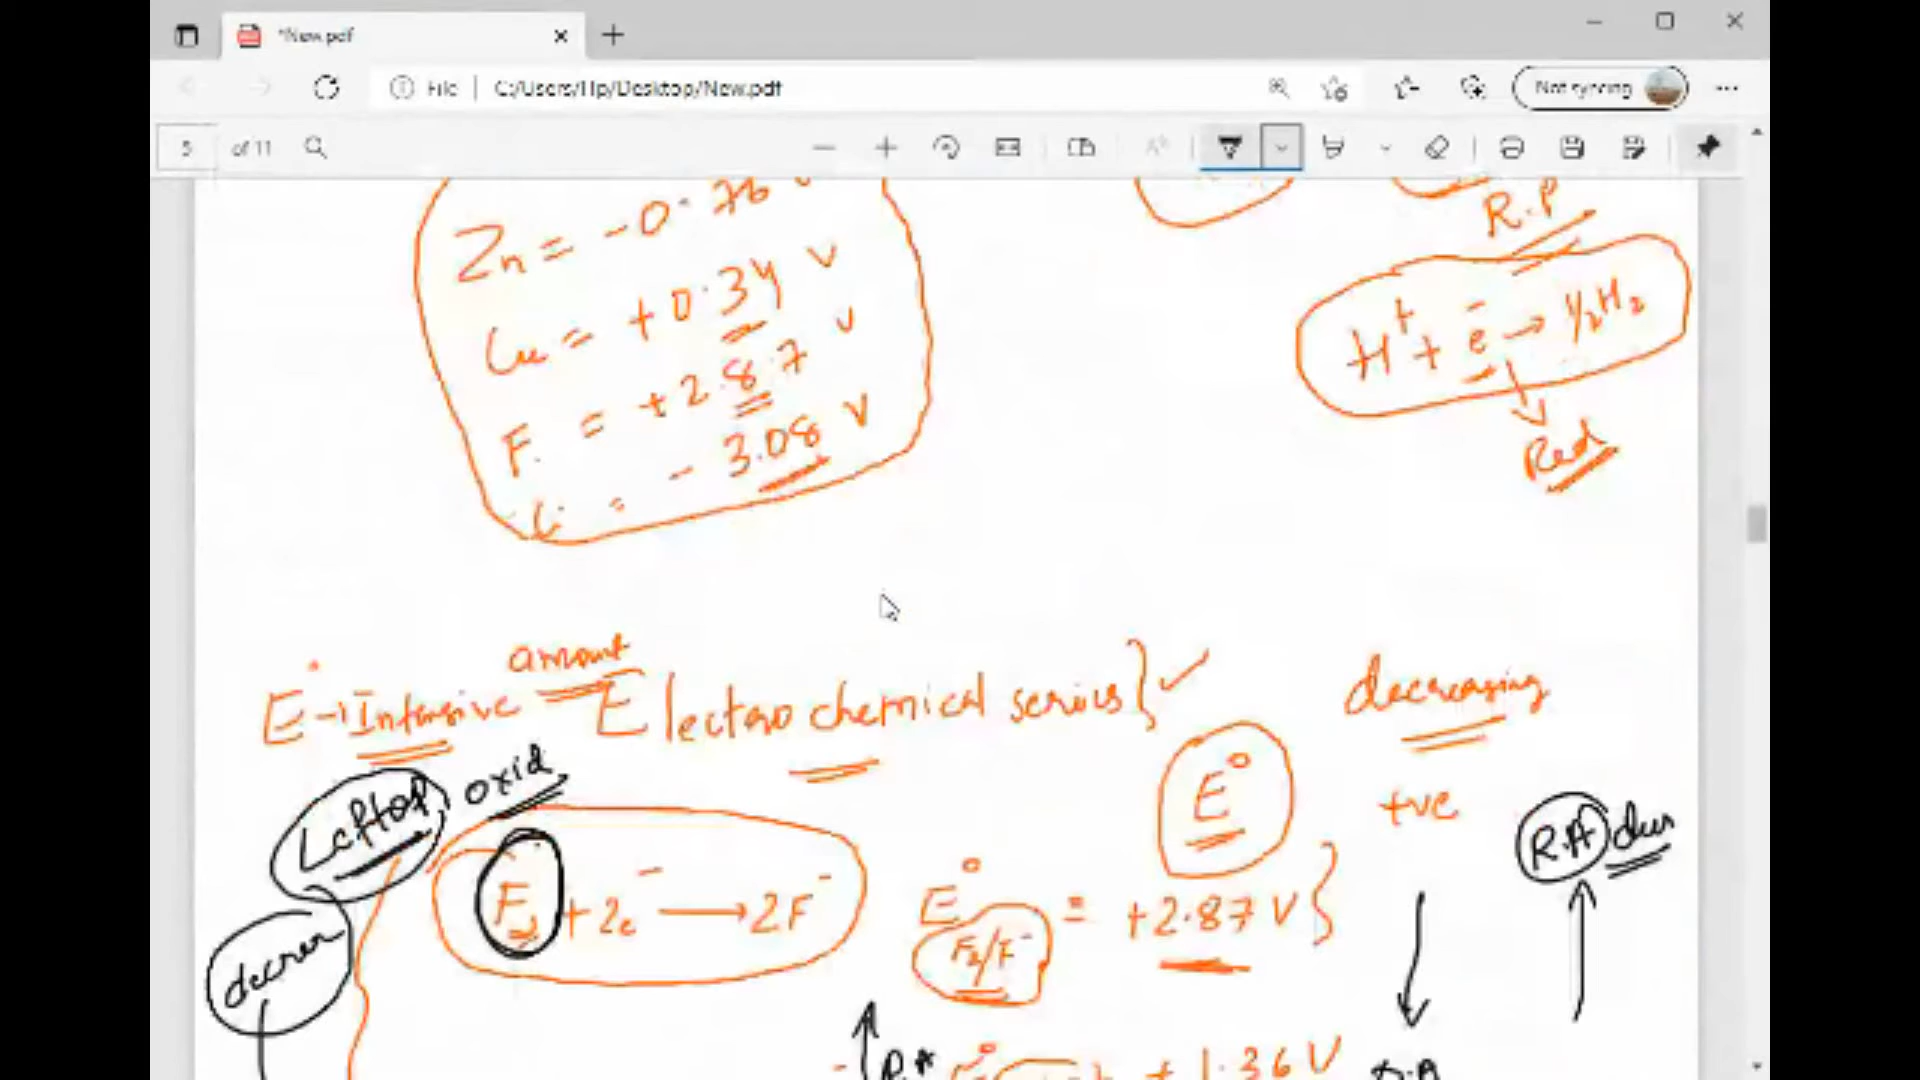 *New.pdf
File C:/Users/Hp/Desktop/New.pdf
Not syncing
5 of 11
Zn = -0.76 V
Cu = +0.34 V
F = +2.87 V
Li = -3.08 V
R.P
H⁺ + e⁻ → 1/2H₂
Red
amount
E° → Intensive
Electro chemical series} ✓
decreasing
E°
+ve
Left top oxid
R.A decr
F₂ + 2e⁻ → 2F⁻
E°F₂/F⁻ = +2.87 V}
decrea
R.A
E° + 1.36 V